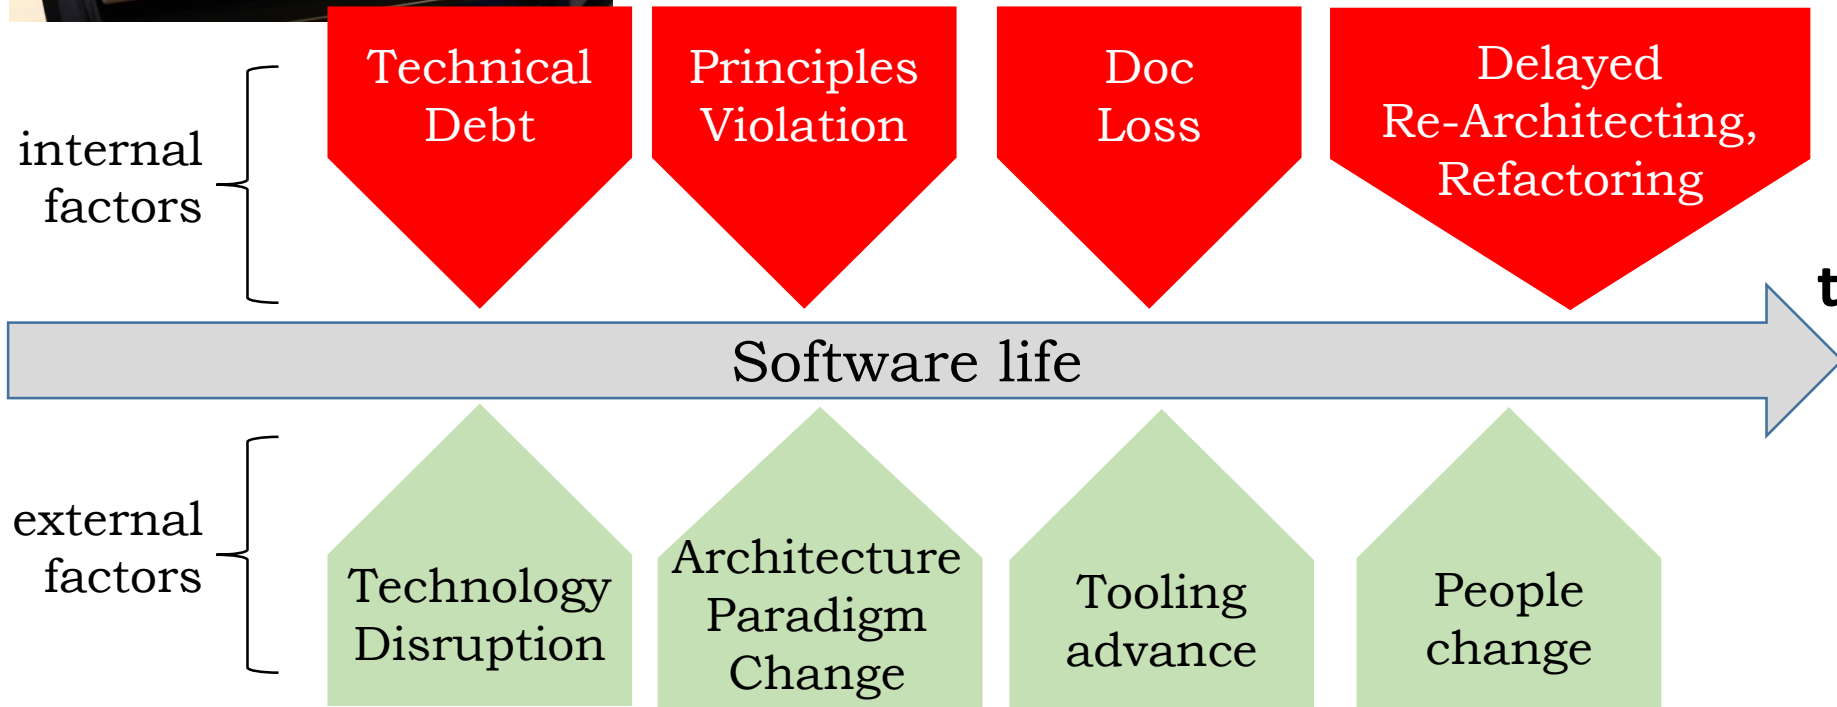 Technical
Debt
Principles
Violation
Doc
Loss
Delayed
Re-Architecting,
Refactoring
internal
factors
t
Software life
external
factors
Technology
Disruption
Architecture
Paradigm
Change
Tooling
advance
People
change